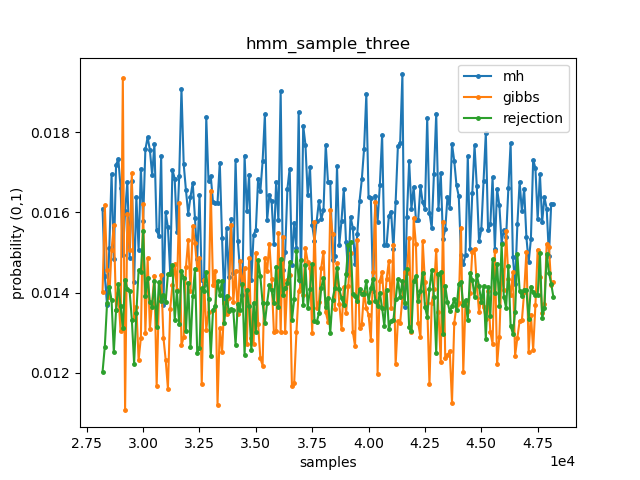 hmm_sample_three
mh
gibbs
rejection
probability (0,1)
0.018
0.016
0.014
0.012
2.75 3.00 3.25 3.50 3.75 4.00 4.25 4.50 4.75
1e4
samples